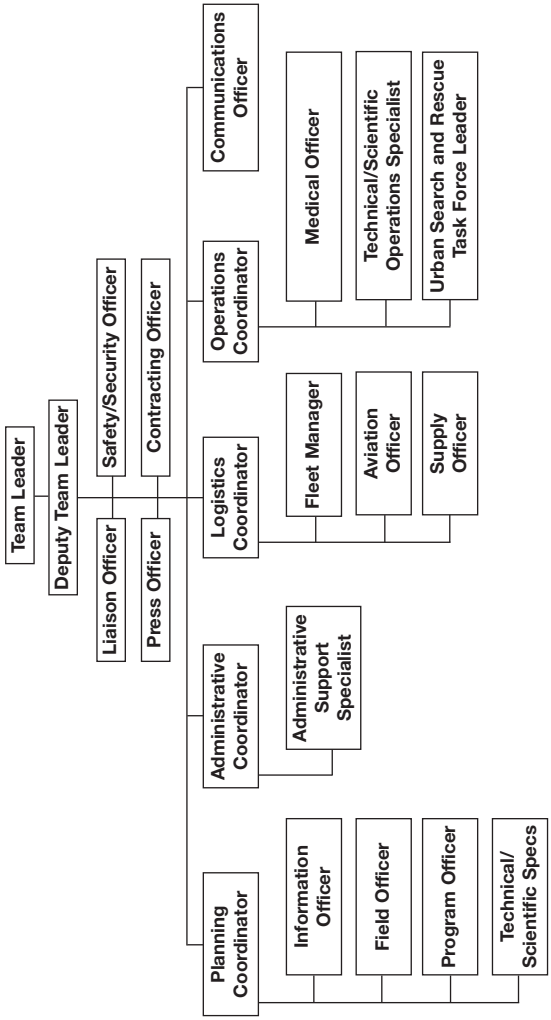 Team Leader
Deputy Team Leader
Liaison Officer
Safety/Security Officer
Press Officer
Contracting Officer
Planning
Coordinator
Administrative
Coordinator
Logistics
Coordinator
Operations
Coordinator
Communications
Officer
Information
Officer
Field Officer
Program Officer
Technical/
Scientific Specs
Administrative
Support
Specialist
Fleet Manager
Aviation
Officer
Supply
Officer
Medical Officer
Technical/Scientific
Operations Specialist
Urban Search and Rescue
Task Force Leader